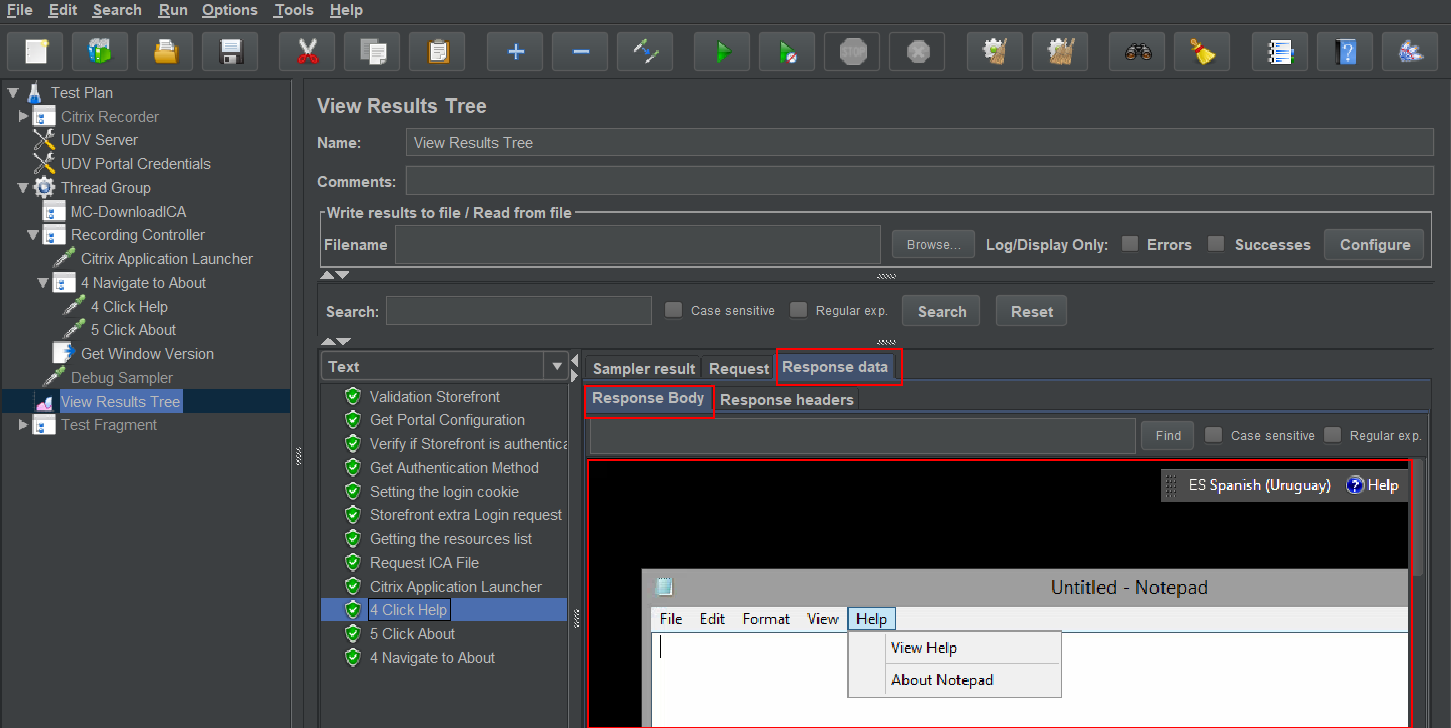 File Edit Search Run Options Tools Help
STOP
Test Plan
Citrix Recorder
UDV Server
UDV Portal Credentials
Thread Group
MC-DownloadICA
Recording Controller
Citrix Application Launcher
4 Navigate to About
4 Click Help
5 Click About
Get Window Version
Debug Sampler
View Results Tree
Test Fragment
View Results Tree
Name: View Results Tree
Comments:
Write results to file / Read from file
Filename Browse... Log/Display Only: Errors Successes Configure
Search: Case sensitive Regular exp. Search Reset
Text
Validation Storefront
Get Portal Configuration
Verify if Storefront is authentica
Get Authentication Method
Setting the login cookie
Storefront extra Login request
Getting the resources list
Request ICA File
Citrix Application Launcher
4 Click Help
5 Click About
4 Navigate to About
Sampler result Request Response data
Response Body Response headers
Find Case sensitive Regular exp.
ES Spanish (Uruguay) ? Help
Untitled - Notepad
File Edit Format View Help
View Help
About Notepad